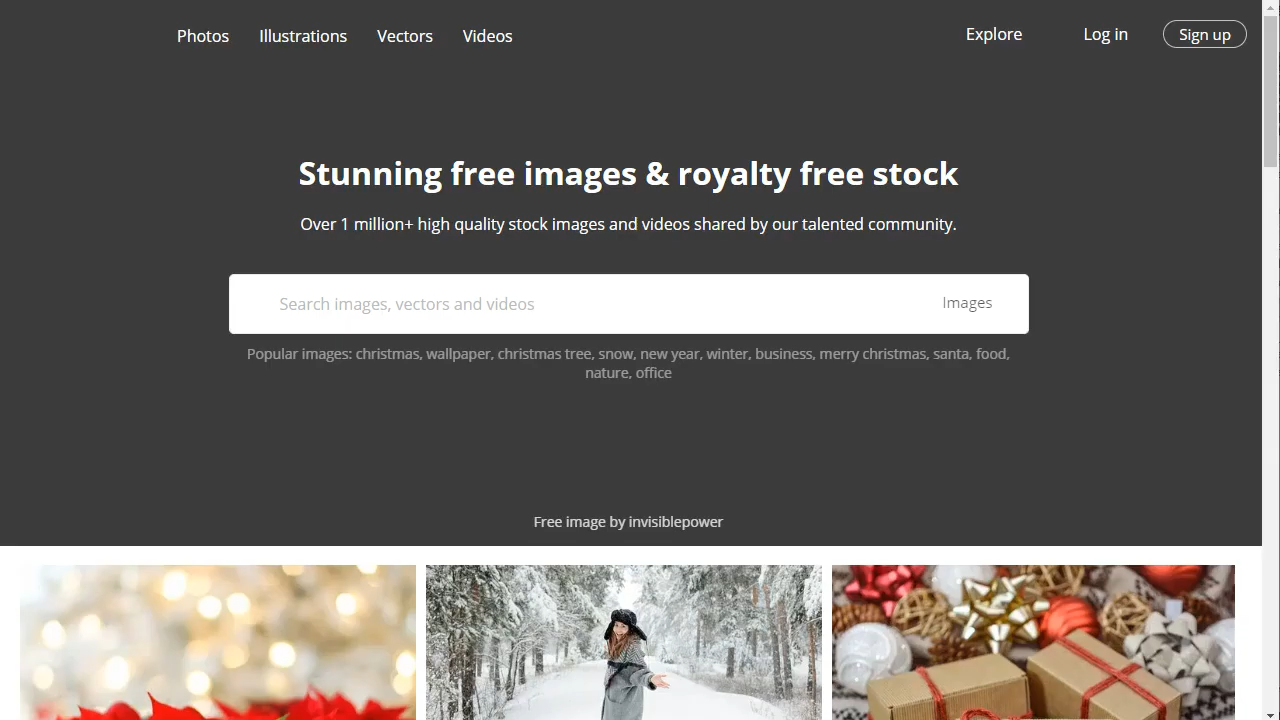 Photos Illustrations Vectors Videos Explore Log in Sign up
Stunning free images & royalty free stock
Over 1 million+ high quality stock images and videos shared by our talented community.
Search images, vectors and videos Images
Popular images: christmas, wallpaper, christmas tree, snow, new year, winter, business, merry christmas, santa, food,
nature, office
Free image by invisiblepower